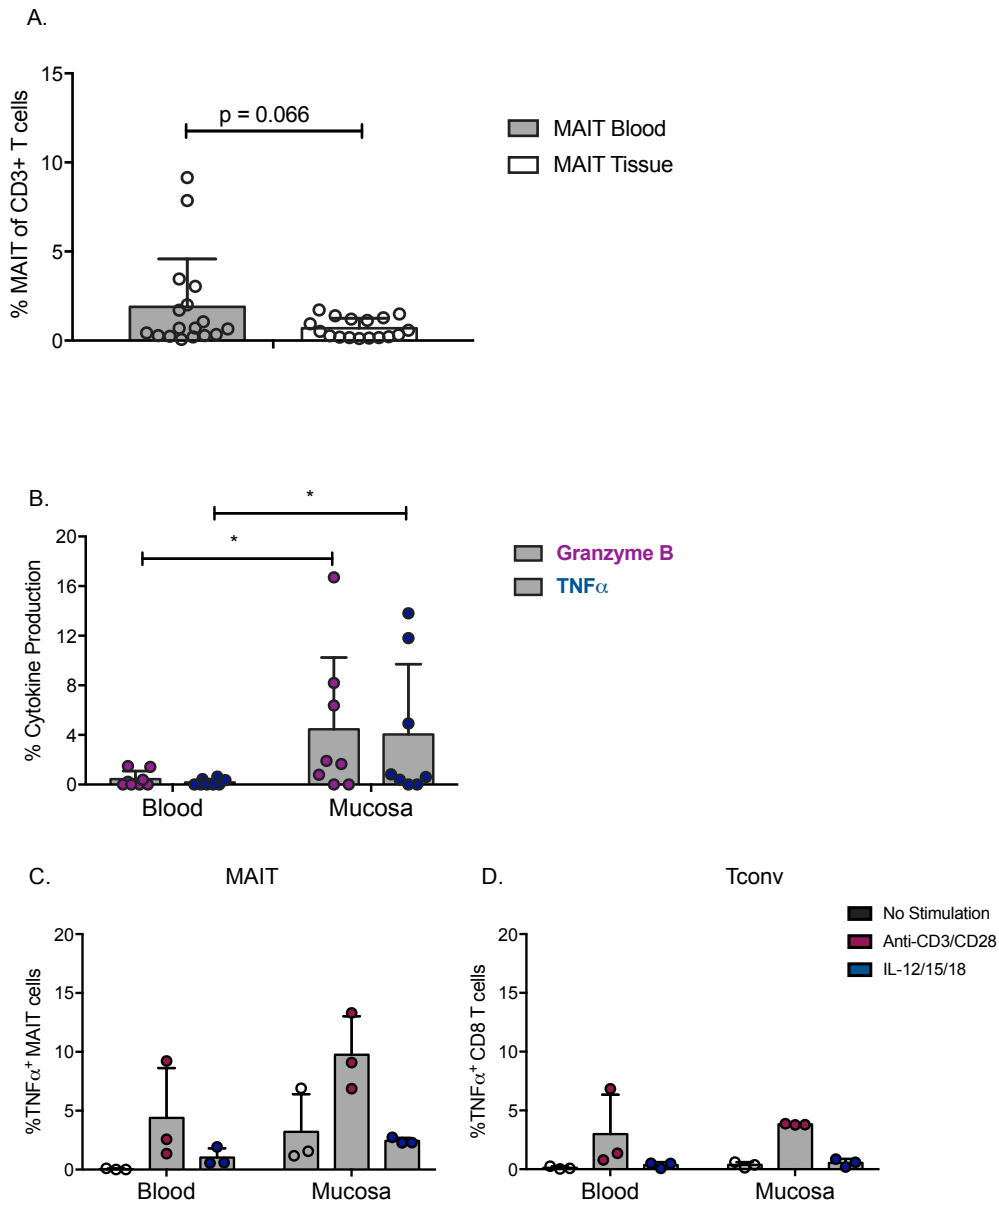 A.
15
10
5
0
% MAIT of CD3+ T cells
p = 0.066
MAIT Blood
MAIT Tissue
B.
20
16
12
8
4
0
% Cytokine Production
*
*
Blood
Mucosa
Granzyme B
TNFα
C.
MAIT
20
15
10
5
0
%TNFα+ MAIT cells
Blood
Mucosa
D.
Tconv
20
15
10
5
0
%TNFα+ CD8 T cells
Blood
Mucosa
No Stimulation
Anti-CD3/CD28
IL-12/15/18